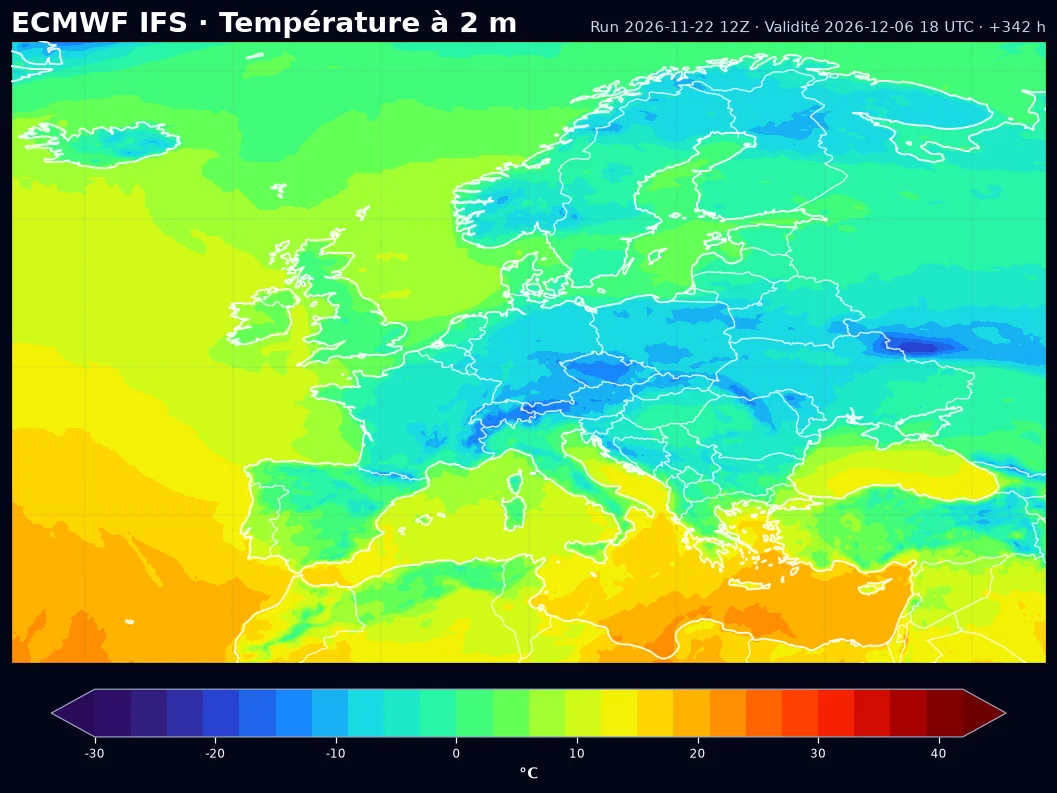 ECMWF IFS · Température à 2 m
Run 2026-11-22 12Z · Validité 2026-12-06 18 UTC · +342 h
-30 -20 -10 0 10 20 30 40
°C